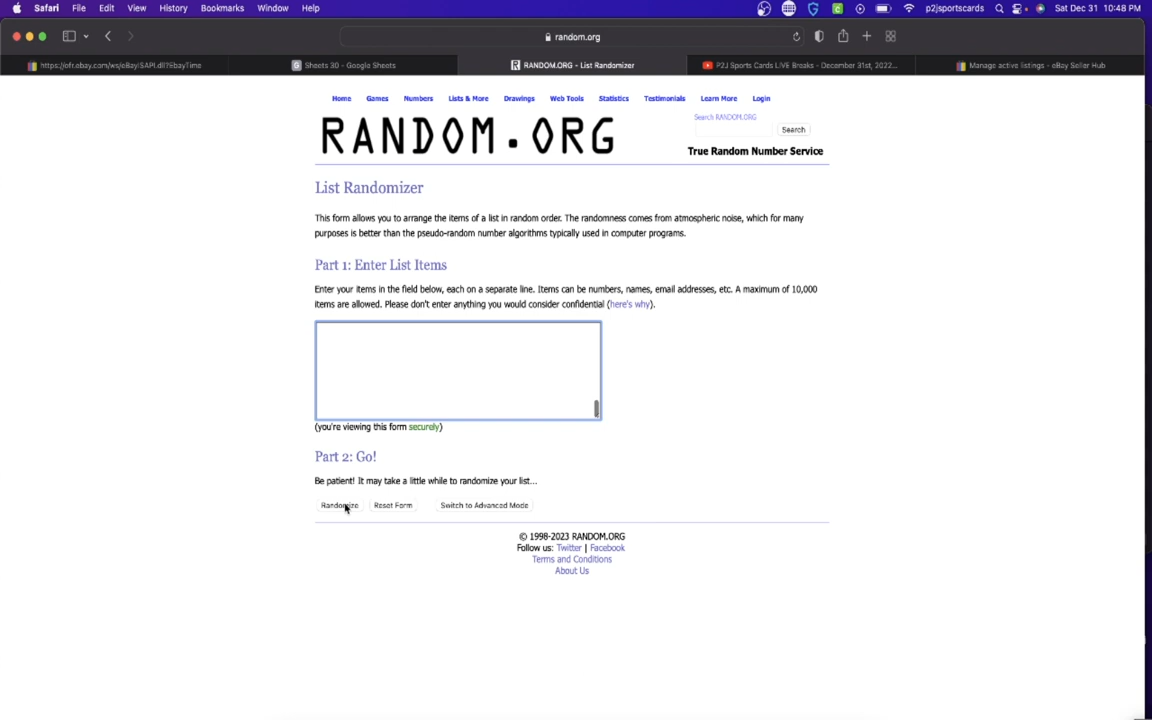 Safari File Edit View History Bookmarks Window Help p2jsportscards Sat Dec 31 10:48 PM
random.org
https://ofr.ebay.com/ws/eBayISAPI.dll?EbayTime Sheets 30 - Google Sheets RANDOM.ORG - List Randomizer P2J Sports Cards LIVE Breaks - December 31st, 2022... Manage active listings - eBay Seller Hub
Home Games Numbers Lists & More Drawings Web Tools Statistics Testimonials Learn More Login
Search RANDOM.ORG
RANDOM.ORG
Search
True Random Number Service
List Randomizer
This form allows you to arrange the items of a list in random order. The randomness comes from atmospheric noise, which for many
purposes is better than the pseudo-random number algorithms typically used in computer programs.
Part 1: Enter List Items
Enter your items in the field below, each on a separate line. Items can be numbers, names, email addresses, etc. A maximum of 10,000
items are allowed. Please don't enter anything you would consider confidential (here's why).
(you're viewing this form securely)
Part 2: Go!
Be patient! It may take a little while to randomize your list...
Randomize Reset Form Switch to Advanced Mode
© 1998-2023 RANDOM.ORG
Follow us: Twitter | Facebook
Terms and Conditions
About Us